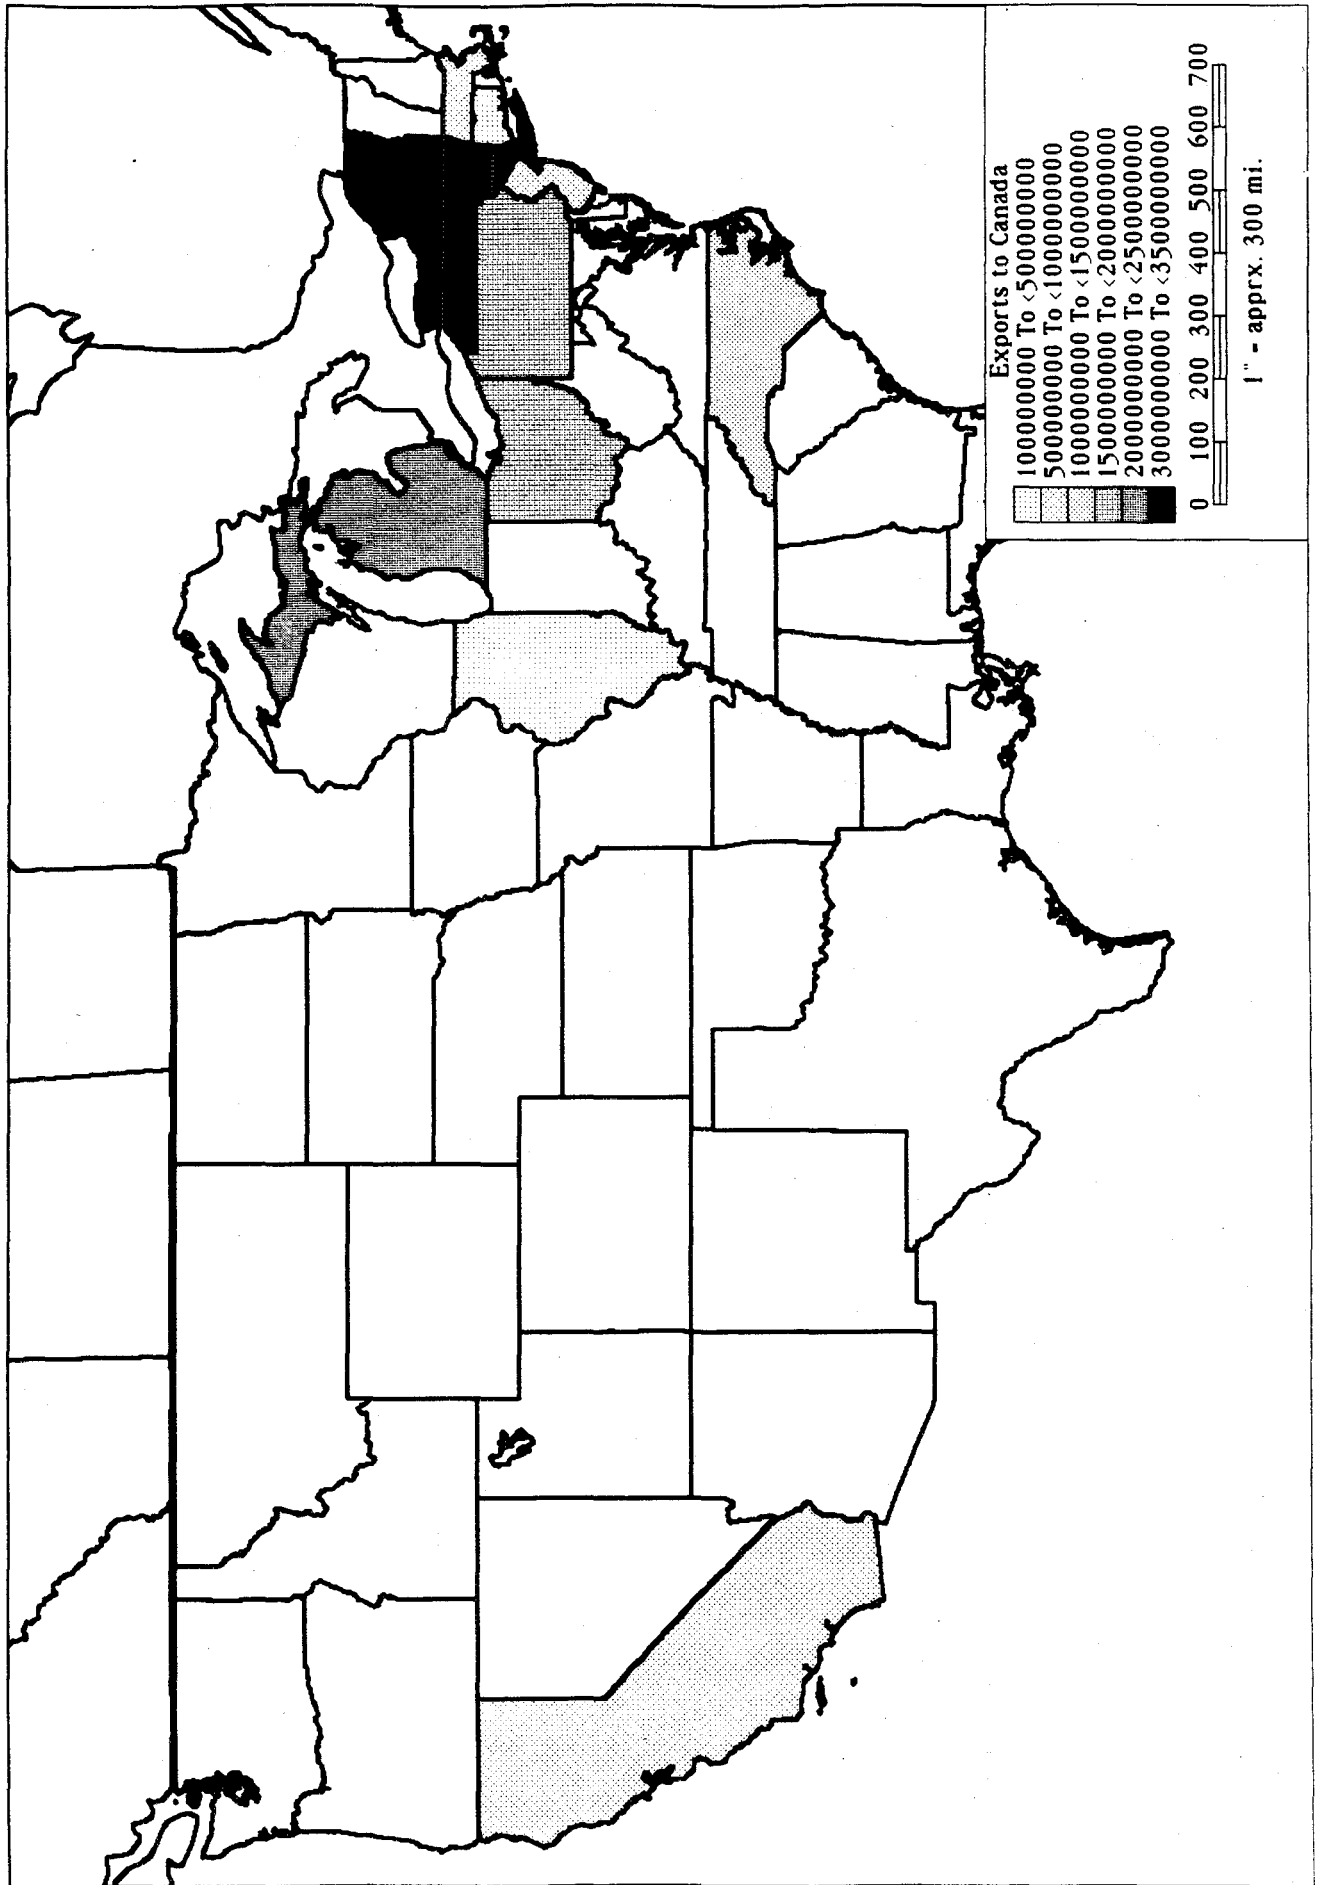 Exports to Canada
100000000 To <500000000
500000000 To <1000000000
1000000000 To <1500000000
1500000000 To <2000000000
2000000000 To <2500000000
3000000000 To <3500000000
0 100 200 300 400 500 600 700
1" - apprx. 300 mi.